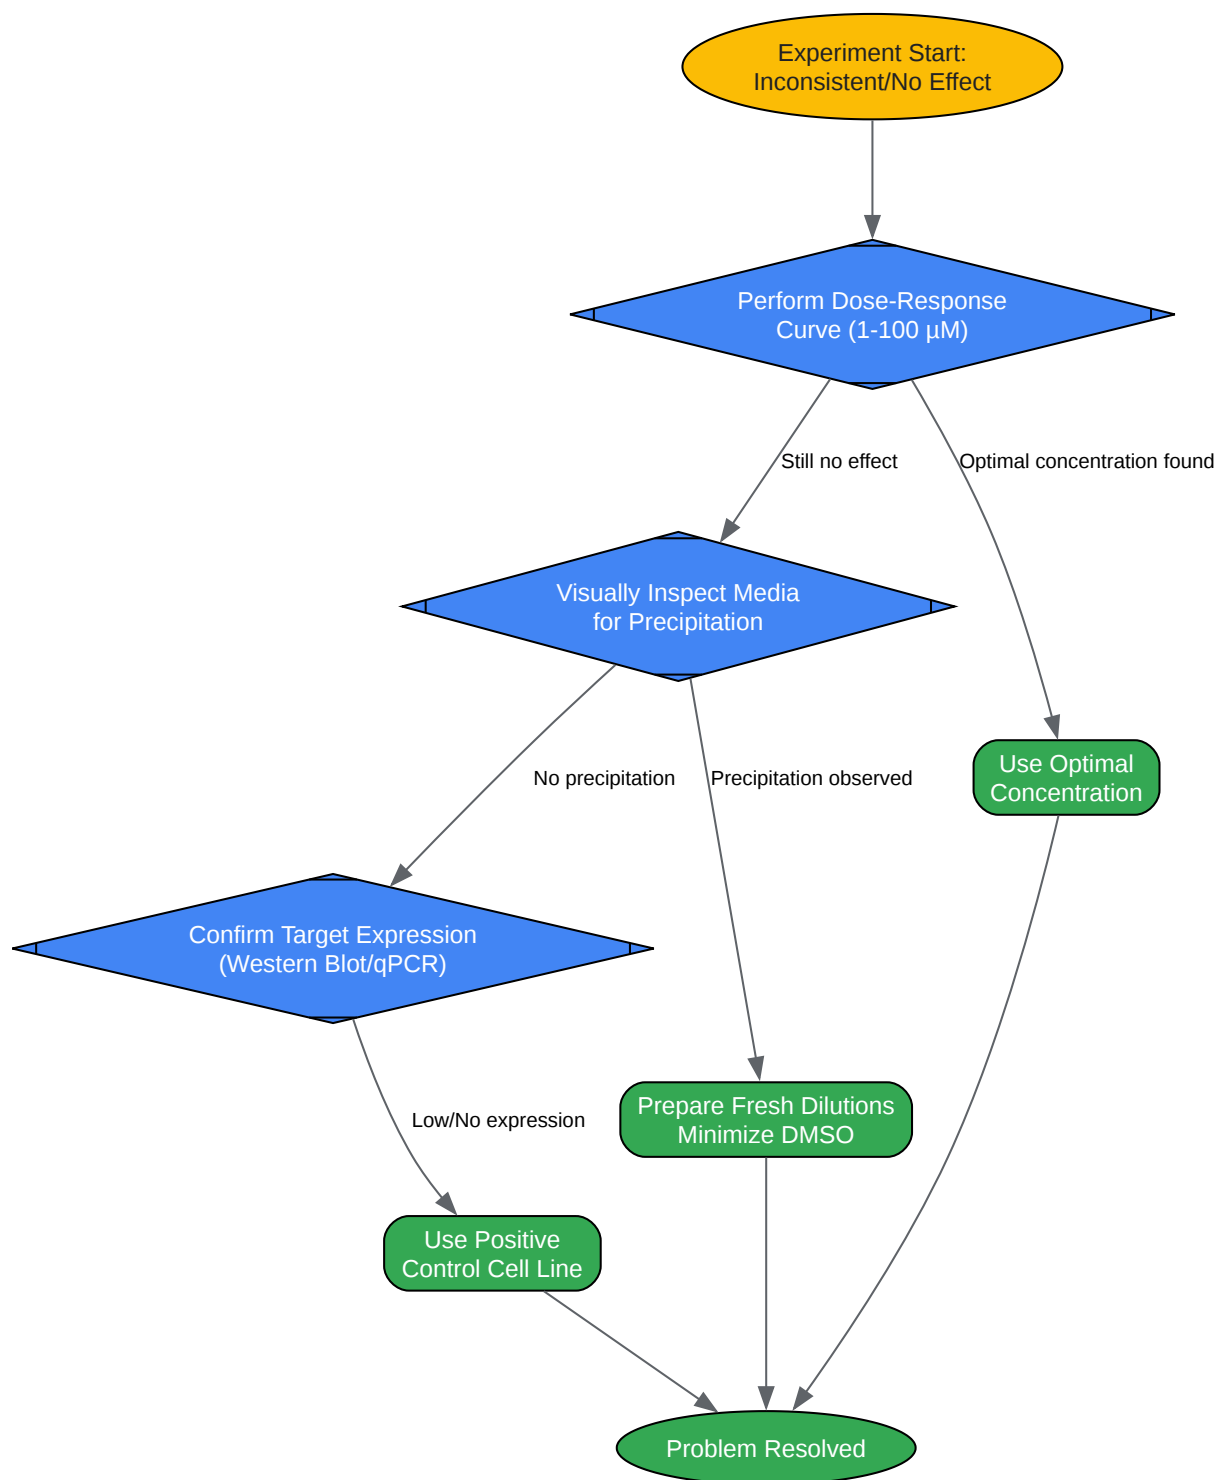 Experiment Start:
Inconsistent/No Effect
Perform Dose-Response
Curve (1-100 µM)
Still no effect
Optimal concentration found
Visually Inspect Media
for Precipitation
No precipitation
Precipitation observed
Use Optimal
Concentration
Confirm Target Expression
(Western Blot/qPCR)
Low/No expression
Prepare Fresh Dilutions
Minimize DMSO
Use Positive
Control Cell Line
Problem Resolved